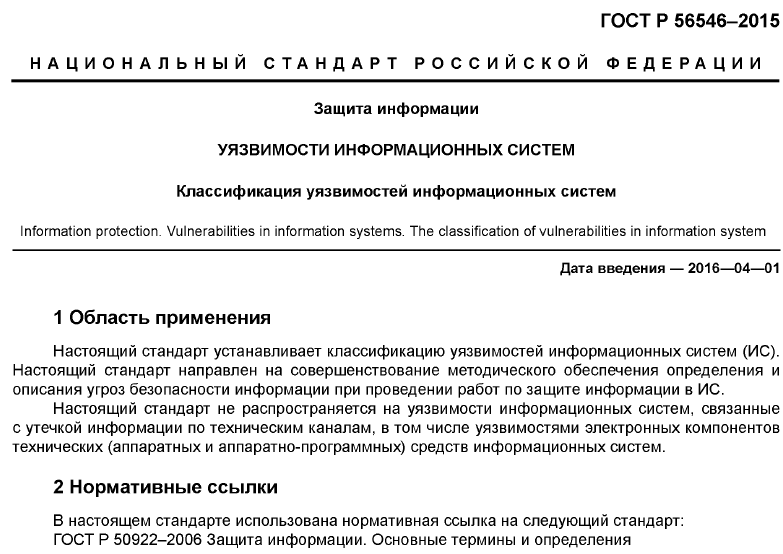 ГОСТ Р 56546–2015
НАЦИОНАЛЬНЫЙ СТАНДАРТ РОССИЙСКОЙ ФЕДЕРАЦИИ
Защита информации
УЯЗВИМОСТИ ИНФОРМАЦИОННЫХ СИСТЕМ
Классификация уязвимостей информационных систем
Information protection. Vulnerabilities in information systems. The classification of vulnerabilities in information system
Дата введения — 2016—04—01
1 Область применения
Настоящий стандарт устанавливает классификацию уязвимостей информационных систем (ИС).
Настоящий стандарт направлен на совершенствование методического обеспечения определения и
описания угроз безопасности информации при проведении работ по защите информации в ИС.
Настоящий стандарт не распространяется на уязвимости информационных систем, связанные
с утечкой информации по техническим каналам, в том числе уязвимостями электронных компонентов
технических (аппаратных и аппаратно-программных) средств информационных систем.
2 Нормативные ссылки
В настоящем стандарте использована нормативная ссылка на следующий стандарт:
ГОСТ Р 50922–2006 Защита информации. Основные термины и определения